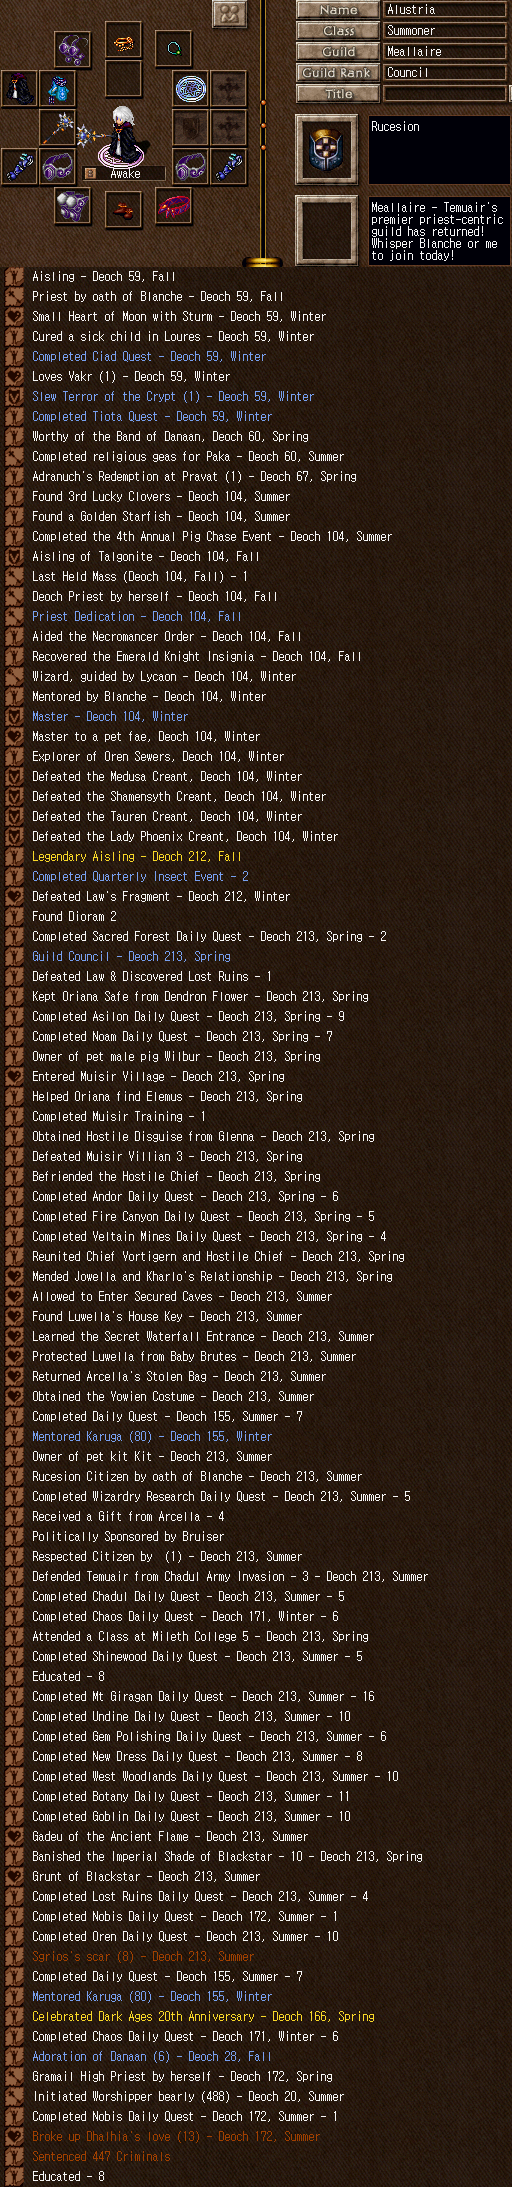 Name Alustria
Class Summoner
Guild Meallaire
Guild Rank Council
Title
Rucesion
Awake
Meallaire - Temuair's
premier priest-centric
guild has returned!
Whisper Blanche or me
to join today!
Aisling - Deoch 59, Fall
Priest by oath of Blanche - Deoch 59, Fall
Small Heart of Moon with Sturm - Deoch 59, Winter
Cured a sick child in Loures - Deoch 59, Winter
Completed Ciad Quest - Deoch 59, Winter
Loves Vakr (1) - Deoch 59, Winter
Slew Terror of the Crypt (1) - Deoch 59, Winter
Completed Tiota Quest - Deoch 59, Winter
Worthy of the Band of Danaan, Deoch 60, Spring
Completed religious geas for Paka - Deoch 60, Summer
Adranuch's Redemption at Pravat (1) - Deoch 67, Spring
Found 3rd Lucky Clovers - Deoch 104, Summer
Found a Golden Starfish - Deoch 104, Summer
Completed the 4th Annual Pig Chase Event - Deoch 104, Summer
Aisling of Talgonite - Deoch 104, Fall
Last Held Mass (Deoch 104, Fall) - 1
Deoch Priest by herself - Deoch 104, Fall
Priest Dedication - Deoch 104, Fall
Aided the Necromancer Order - Deoch 104, Fall
Recovered the Emerald Knight Insignia - Deoch 104, Fall
Wizard, guided by Lycaon - Deoch 104, Winter
Mentored by Blanche - Deoch 104, Winter
Master - Deoch 104, Winter
Master to a pet fae, Deoch 104, Winter
Explorer of Oren Sewers, Deoch 104, Winter
Defeated the Medusa Creant, Deoch 104, Winter
Defeated the Shamensyth Creant, Deoch 104, Winter
Defeated the Tauren Creant, Deoch 104, Winter
Defeated the Lady Phoenix Creant, Deoch 104, Winter
Legendary Aisling - Deoch 212, Fall
Completed Quarterly Insect Event - 2
Defeated Law's Fragment - Deoch 212, Winter
Found Dioram 2
Completed Sacred Forest Daily Quest - Deoch 213, Spring - 2
Guild Council - Deoch 213, Spring
Defeated Law & Discovered Lost Ruins - 1
Kept Oriana Safe from Dendron Flower - Deoch 213, Spring
Completed Asilon Daily Quest - Deoch 213, Spring - 9
Completed Noam Daily Quest - Deoch 213, Spring - 7
Owner of pet male pig Wilbur - Deoch 213, Spring
Entered Muisir Village - Deoch 213, Spring
Helped Oriana find Elemus - Deoch 213, Spring
Completed Muisir Training - 1
Obtained Hostile Disguise from Glenna - Deoch 213, Spring
Defeated Muisir Villian 3 - Deoch 213, Spring
Befriended the Hostile Chief - Deoch 213, Spring
Completed Andor Daily Quest - Deoch 213, Spring - 6
Completed Fire Canyon Daily Quest - Deoch 213, Spring - 5
Completed Veltain Mines Daily Quest - Deoch 213, Spring - 4
Reunited Chief Vortigern and Hostile Chief - Deoch 213, Spring
Mended Jowella and Kharlo's Relationship - Deoch 213, Spring
Allowed to Enter Secured Caves - Deoch 213, Summer
Found Luwella's House Key - Deoch 213, Summer
Learned the Secret Waterfall Entrance - Deoch 213, Summer
Protected Luwella from Baby Brutes - Deoch 213, Summer
Returned Arcella's Stolen Bag - Deoch 213, Summer
Obtained the Yowien Costume - Deoch 213, Summer
Completed Daily Quest - Deoch 155, Summer - 7
Mentored Karuga (80) - Deoch 155, Winter
Owner of pet kit Kit - Deoch 213, Summer
Rucesion Citizen by oath of Blanche - Deoch 213, Summer
Completed Wizardry Research Daily Quest - Deoch 213, Summer - 5
Received a Gift from Arcella - 4
Politically Sponsored by Bruiser
Respected Citizen by  (1) - Deoch 213, Summer
Defended Temuair from Chadul Army Invasion - 3 - Deoch 213, Summer
Completed Chadul Daily Quest - Deoch 213, Summer - 5
Completed Chaos Daily Quest - Deoch 171, Winter - 6
Attended a Class at Mileth College 5 - Deoch 213, Spring
Completed Shinewood Daily Quest - Deoch 213, Summer - 5
Educated - 8
Completed Mt Giragan Daily Quest - Deoch 213, Summer - 16
Completed Undine Daily Quest - Deoch 213, Summer - 10
Completed Gem Polishing Daily Quest - Deoch 213, Summer - 6
Completed New Dress Daily Quest - Deoch 213, Summer - 8
Completed West Woodlands Daily Quest - Deoch 213, Summer - 10
Completed Botany Daily Quest - Deoch 213, Summer - 11
Completed Goblin Daily Quest - Deoch 213, Summer - 10
Gadeu of the Ancient Flame - Deoch 213, Summer
Banished the Imperial Shade of Blackstar - 10 - Deoch 213, Spring
Grunt of Blackstar - Deoch 213, Summer
Completed Lost Ruins Daily Quest - Deoch 213, Summer - 4
Completed Nobis Daily Quest - Deoch 172, Summer - 1
Completed Oren Daily Quest - Deoch 213, Summer - 10
Sgrios's scar (8) - Deoch 213, Summer
Completed Daily Quest - Deoch 155, Summer - 7
Mentored Karuga (80) - Deoch 155, Winter
Celebrated Dark Ages 20th Anniversary - Deoch 166, Spring
Completed Chaos Daily Quest - Deoch 171, Winter - 6
Adoration of Danaan (6) - Deoch 28, Fall
Gramail High Priest by herself - Deoch 172, Spring
Initiated Worshipper bearly (488) - Deoch 20, Summer
Completed Nobis Daily Quest - Deoch 172, Summer - 1
Broke up Dhalhia's love (13) - Deoch 172, Summer
Sentenced 447 Criminals
Educated - 8